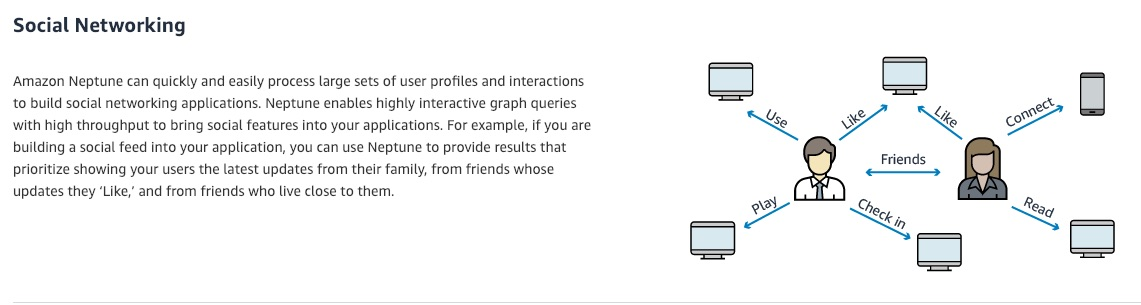 Social Networking
Amazon Neptune can quickly and easily process large sets of user profiles and interactions
to build social networking applications. Neptune enables highly interactive graph queries
with high throughput to bring social features into your applications. For example, if you are
building a social feed into your application, you can use Neptune to provide results that
prioritize showing your users the latest updates from their family, from friends whose
updates they ‘Like,’ and from friends who live close to them.
Use
Like
Like
Connect
Friends
Play
Check in
Read